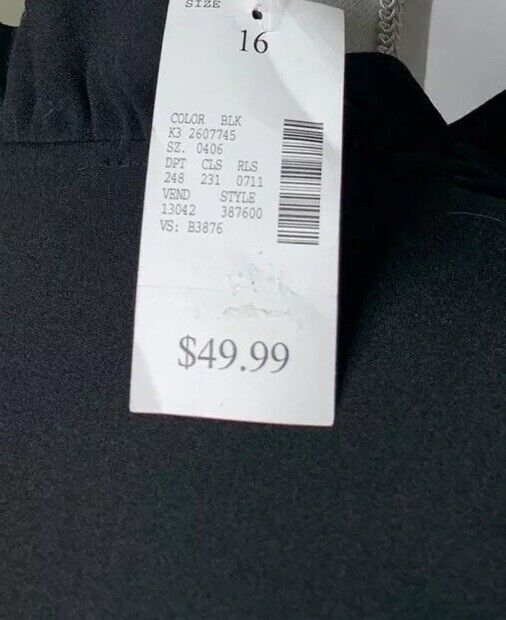 SIZE
16
COLOR BLK
K3 2607745
SZ. 0406
DPT CLS RLS
248 231 0711
VEND STYLE
13042 387600
VS: B3876
$49.99